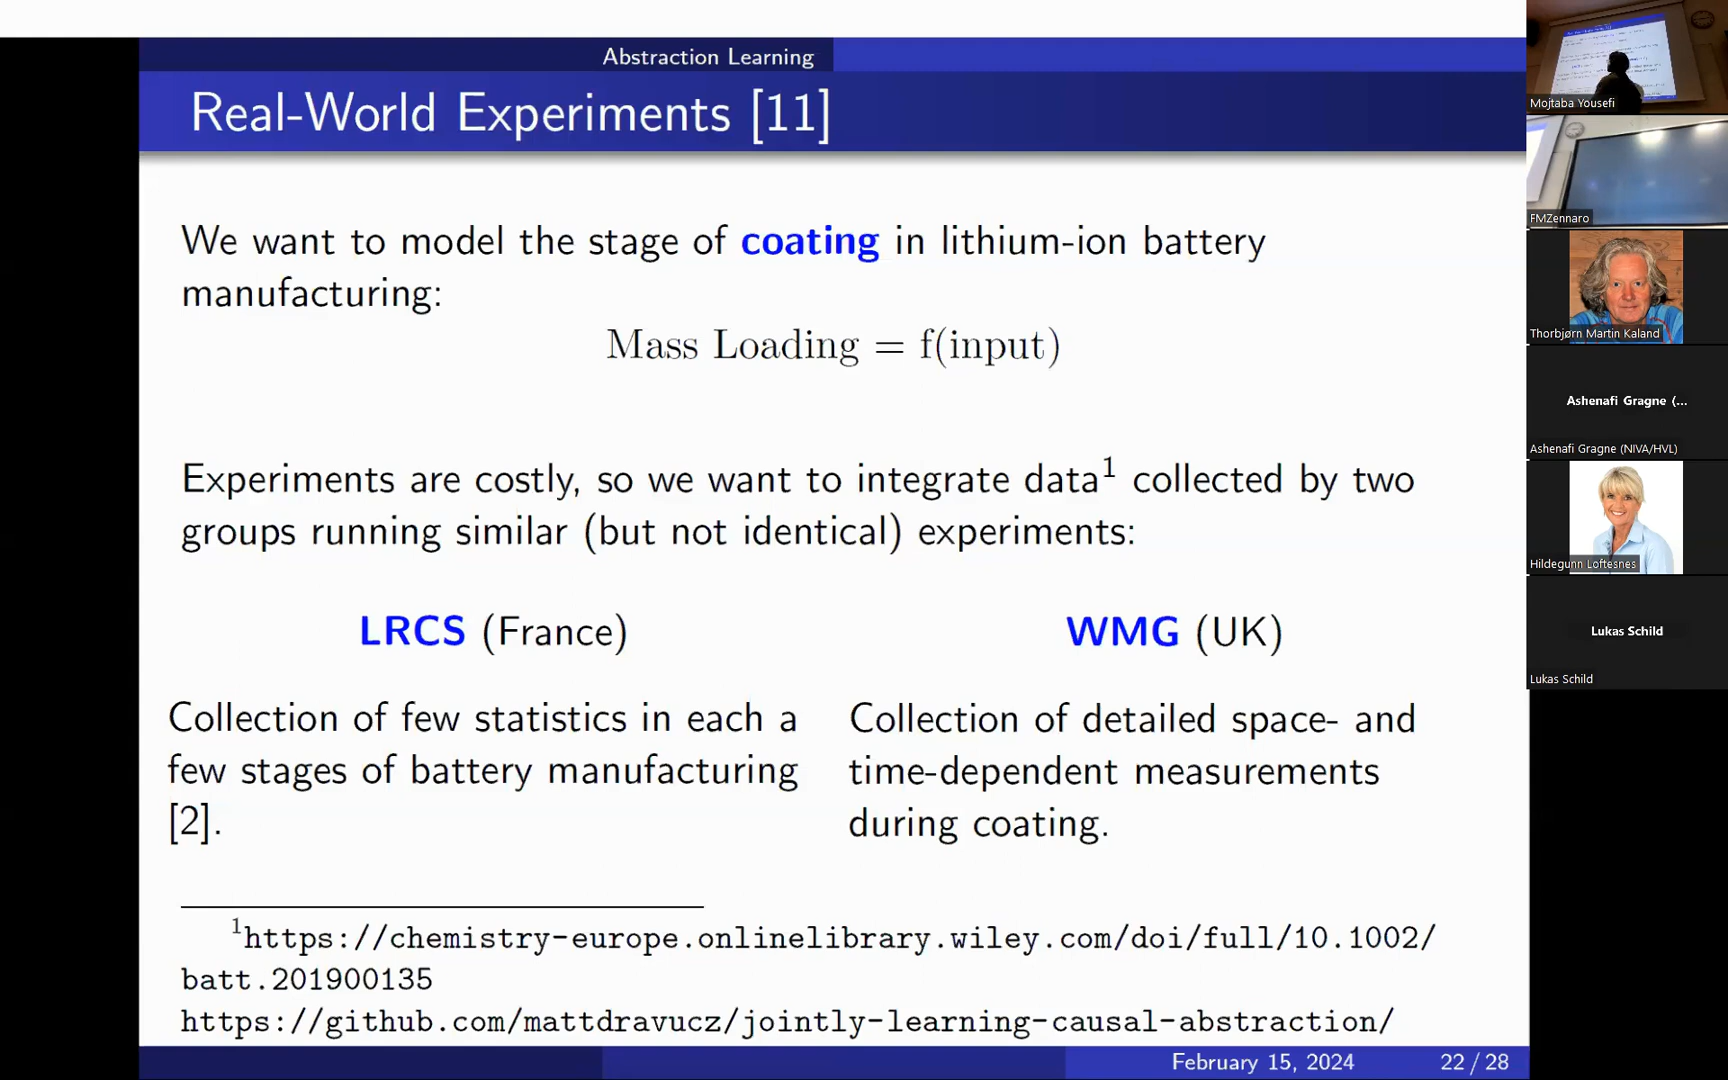 Abstraction Learning
Real-World Experiments [11]
We want to model the stage of coating in lithium-ion battery
manufacturing:
Mass Loading = f(input)
Experiments are costly, so we want to integrate data¹ collected by two
groups running similar (but not identical) experiments:
LRCS (France)
Collection of few statistics in each a
few stages of battery manufacturing
[2].
WMG (UK)
Collection of detailed space- and
time-dependent measurements
during coating.
¹https://chemistry-europe.onlinelibrary.wiley.com/doi/full/10.1002/
batt.201900135
https://github.com/mattdravucz/jointly-learning-causal-abstraction/
February 15, 2024 22 / 28
Mojtaba Yousefi
FMZennaro
Thorbjørn Martin Kaland
Ashenafi Gragne (...
Ashenafi Gragne (NIVA/HVL)
Hildegunn Loftesnes
Lukas Schild
Lukas Schild